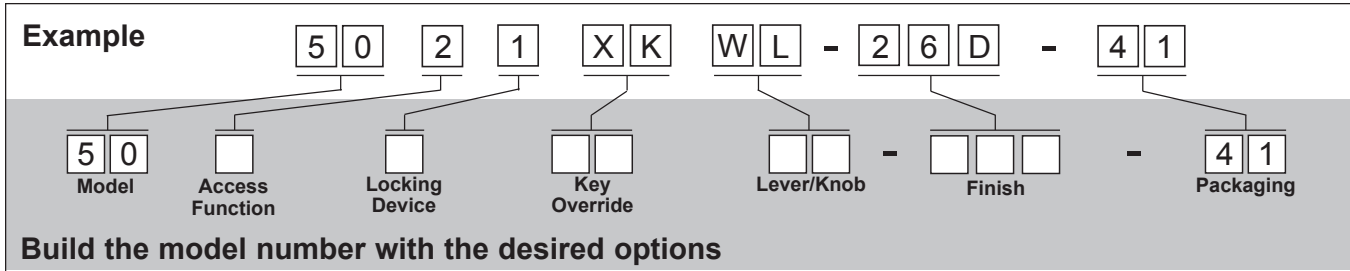 Example 5 0 2 1 X K W L - 2 6 D - 4 1
5 0 - - 4 1
Model Access Function Locking Device Key Override Lever/Knob Finish Packaging
Build the model number with the desired options